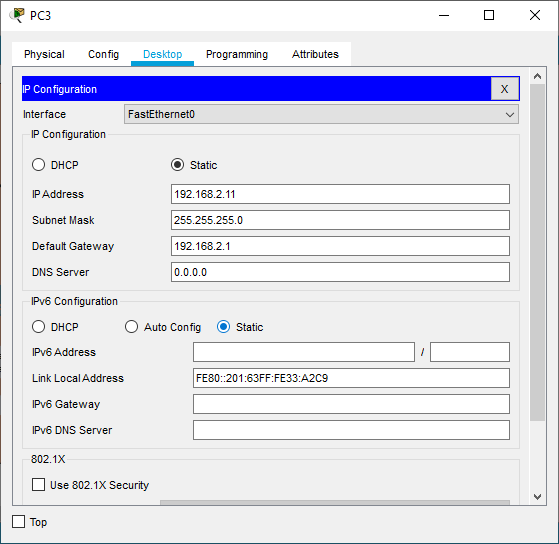 PC3
Physical Config Desktop Programming Attributes
IP Configuration X
Interface FastEthernet0
IP Configuration
DHCP Static
IP Address 192.168.2.11
Subnet Mask 255.255.255.0
Default Gateway 192.168.2.1
DNS Server 0.0.0.0
IPv6 Configuration
DHCP Auto Config Static
IPv6 Address /
Link Local Address FE80::201:63FF:FE33:A2C9
IPv6 Gateway
IPv6 DNS Server
802.1X
Use 802.1X Security
Top